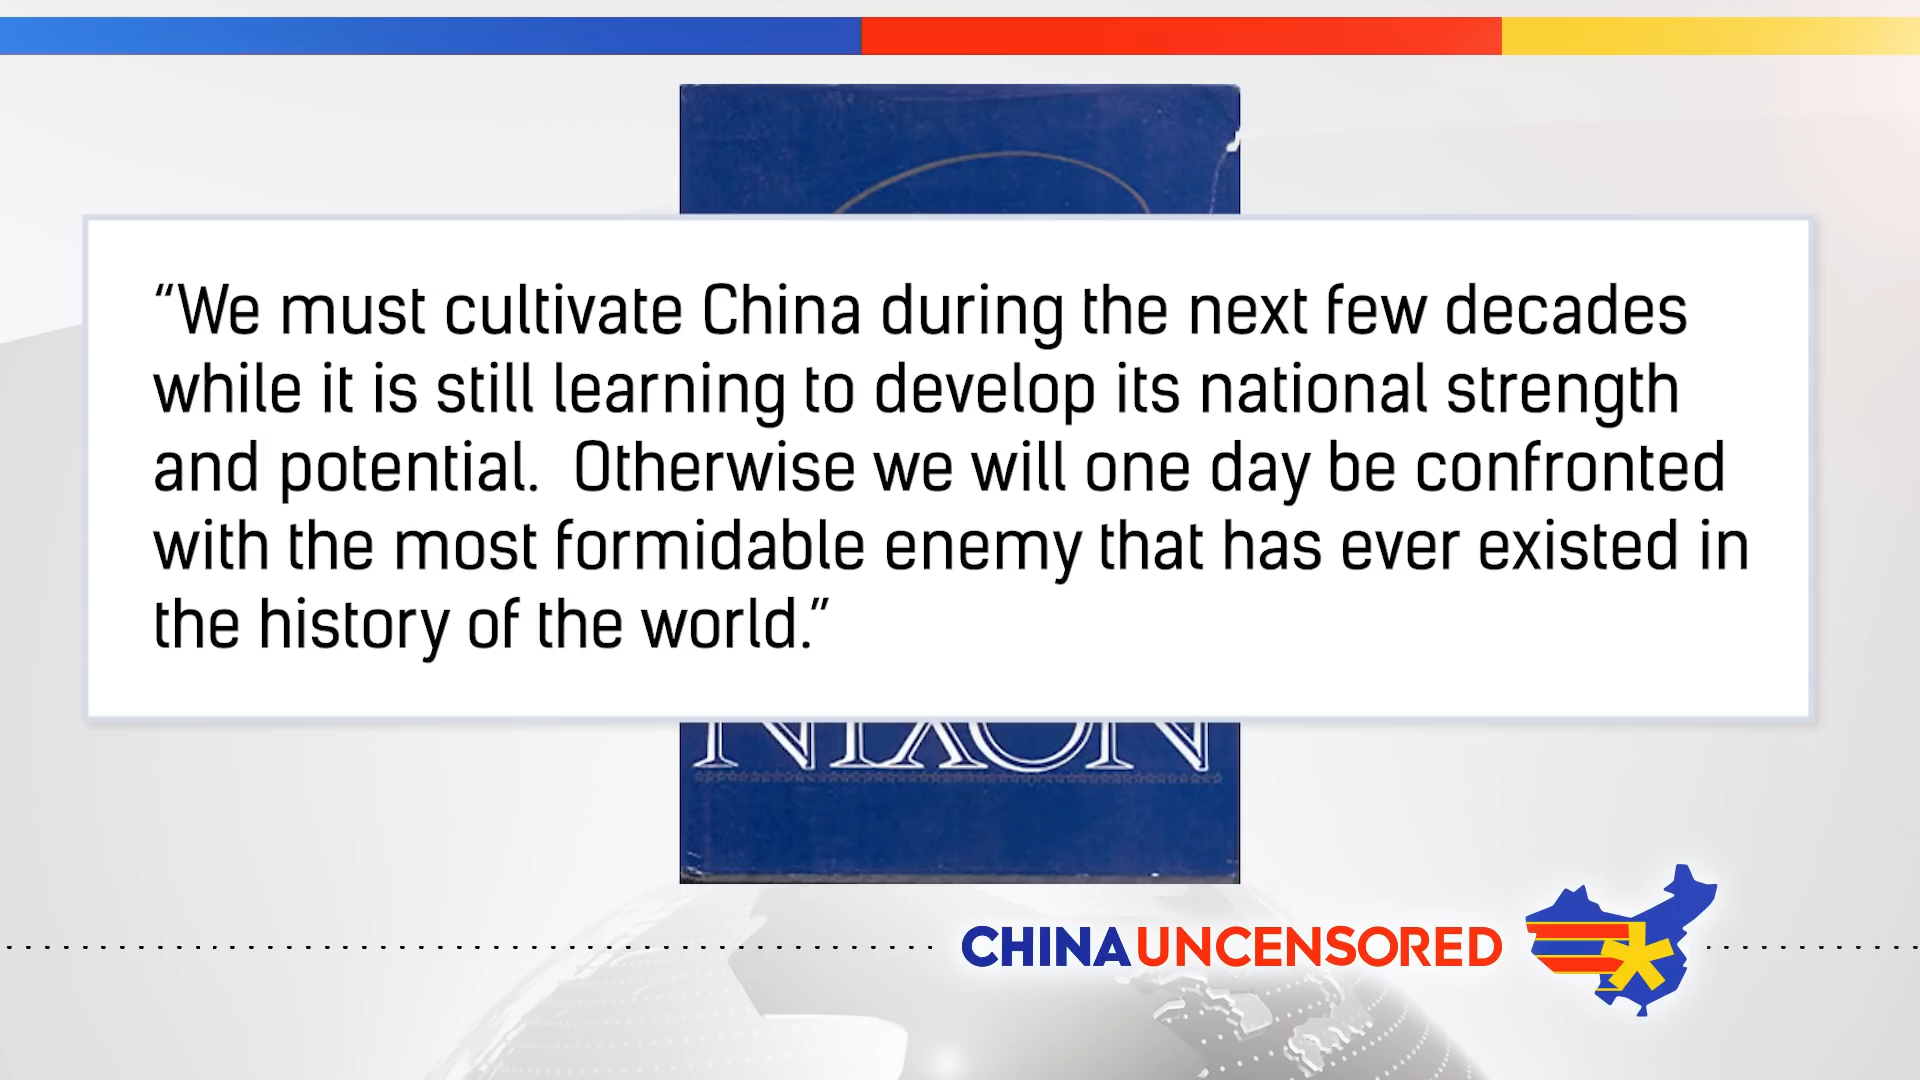 “We must cultivate China during the next few decades
while it is still learning to develop its national strength
and potential.  Otherwise we will one day be confronted
with the most formidable enemy that has ever existed in
the history of the world.”
NIXON
CHINAUNCENSORED